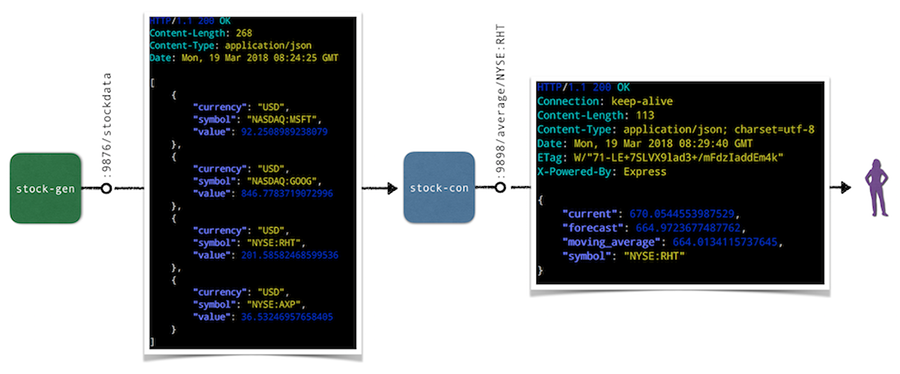 stock-gen
:9876/stockdata
HTTP/1.1 200 OK
Content-Length: 268
Content-Type: application/json
Date: Mon, 19 Mar 2018 08:24:25 GMT
[
{
"currency": "USD",
"symbol": "NASDAQ:MSFT",
"value": 92.2508989238079
},
{
"currency": "USD",
"symbol": "NASDAQ:GOOG",
"value": 846.7783719072996
},
{
"currency": "USD",
"symbol": "NYSE:RHT",
"value": 201.58582468599536
},
{
"currency": "USD",
"symbol": "NYSE:AXP",
"value": 36.53246957658405
}
]
stock-con
:9898/average/NYSE:RHT
HTTP/1.1 200 OK
Connection: keep-alive
Content-Length: 113
Content-Type: application/json; charset=utf-8
Date: Mon, 19 Mar 2018 08:29:40 GMT
ETag: W/"71-LE+7SLVX9lad3+/mFdzIaddEm4k"
X-Powered-By: Express
{
"current": 670.0544553987529,
"forecast": 664.9723677487762,
"moving_average": 664.0134115737645,
"symbol": "NYSE:RHT"
}